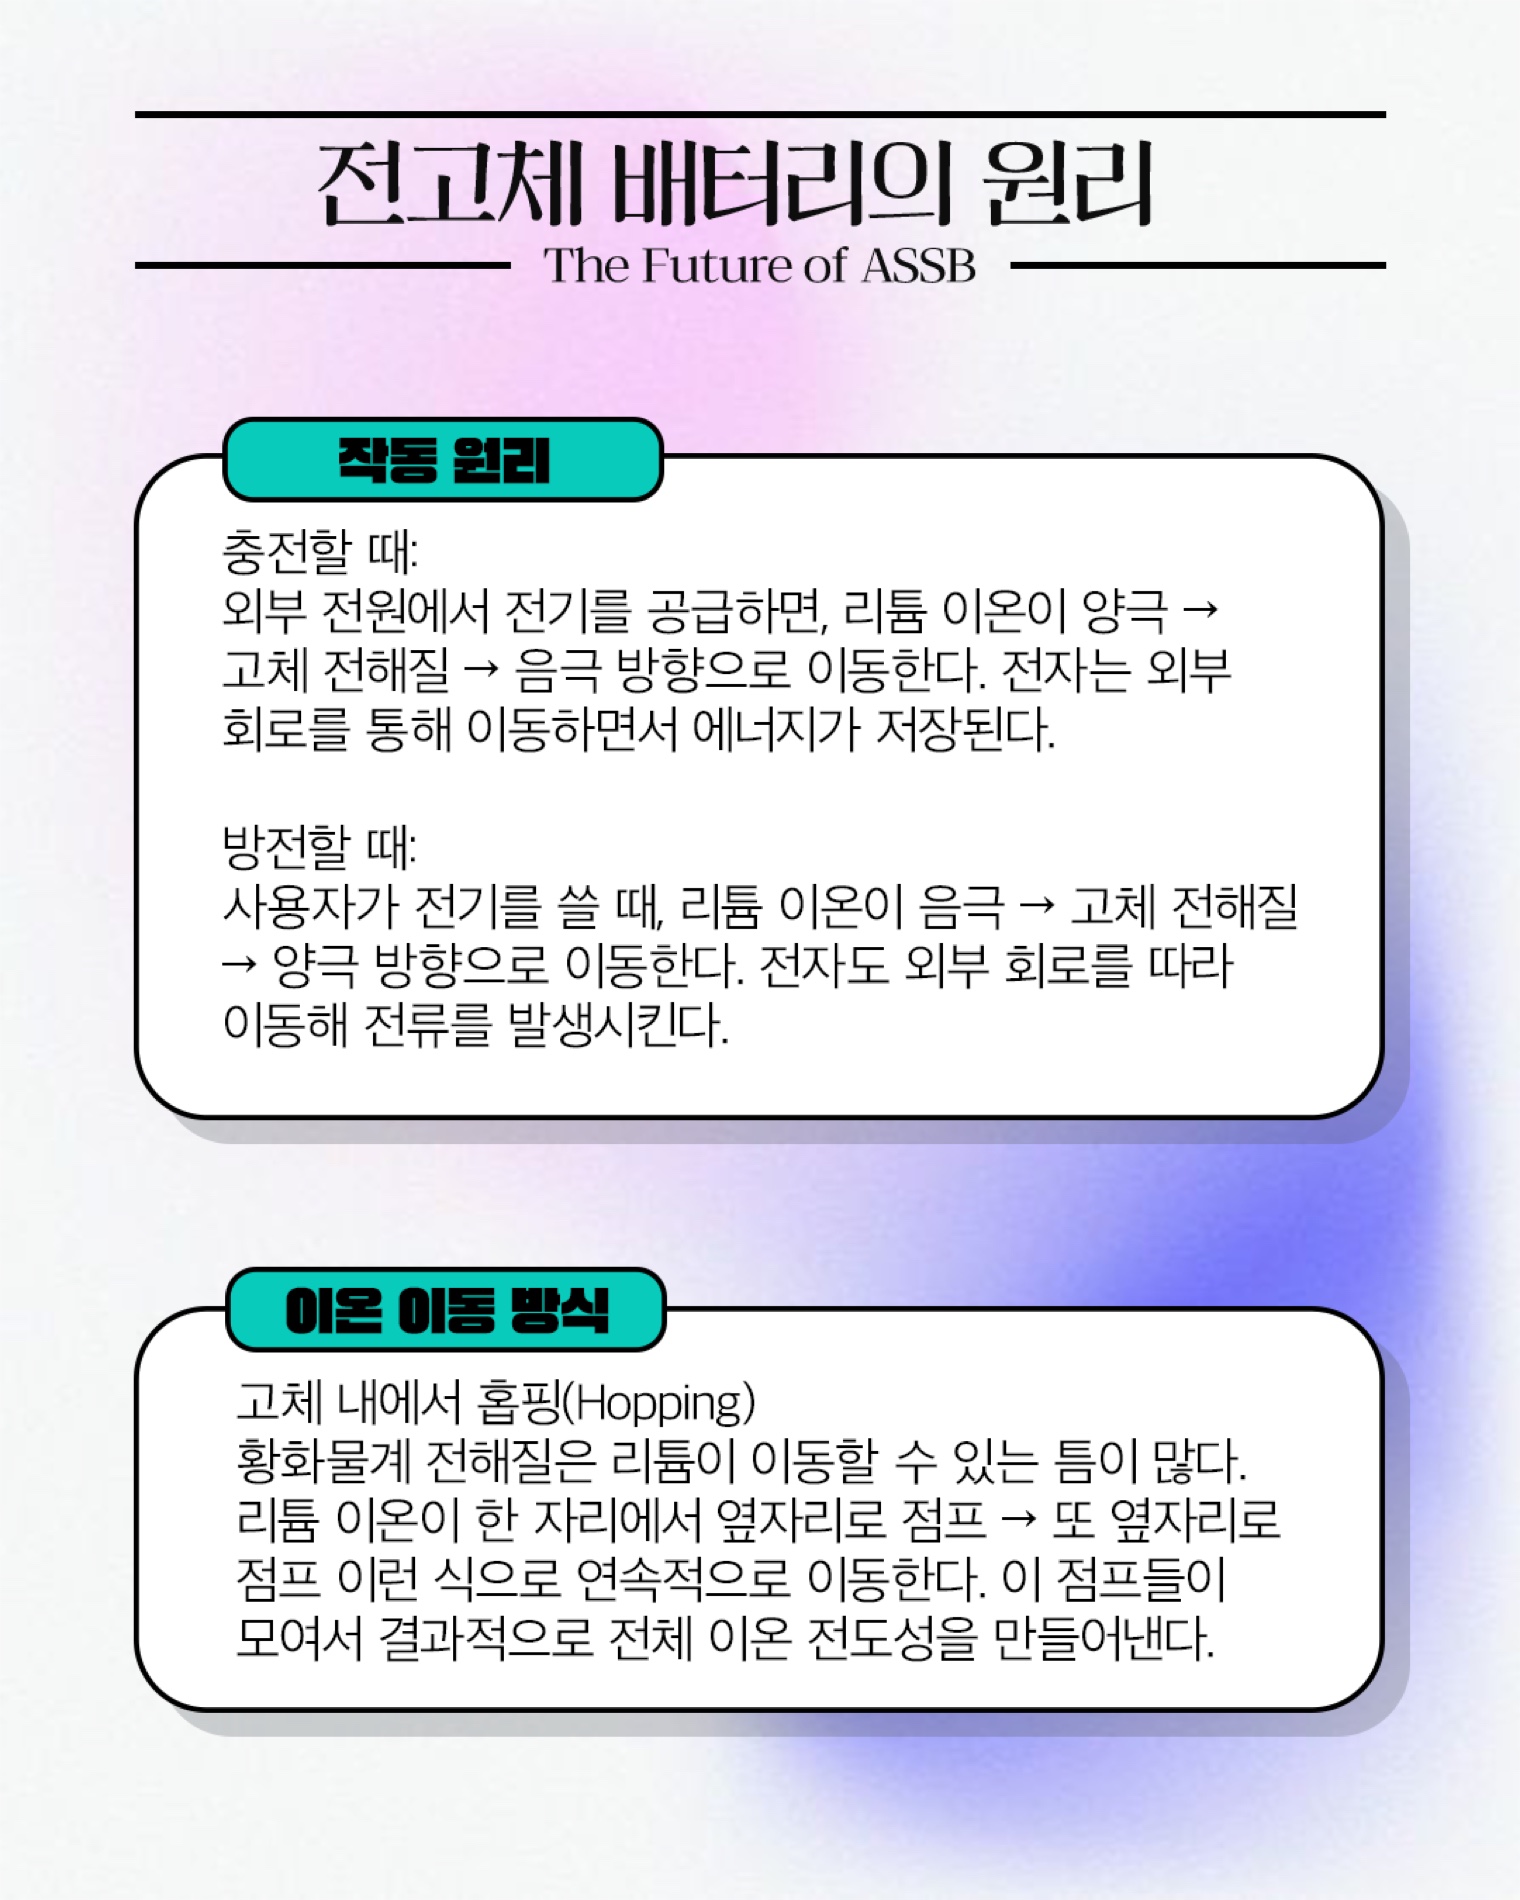 전고체 배터리의 원리
The Future of ASSB
작동 원리
충전할 때:
외부 전원에서 전기를 공급하면, 리튬 이온이 양극 →
고체 전해질 → 음극 방향으로 이동한다. 전자는 외부
회로를 통해 이동하면서 에너지가 저장된다.
방전할 때:
사용자가 전기를 쓸 때, 리튬 이온이 음극 → 고체 전해질
→ 양극 방향으로 이동한다. 전자도 외부 회로를 따라
이동해 전류를 발생시킨다.
이온 이동 방식
고체 내에서 홉핑(Hopping)
황화물계 전해질은 리튬이 이동할 수 있는 틈이 많다.
리튬 이온이 한 자리에서 옆자리로 점프 → 또 옆자리로
점프 이런 식으로 연속적으로 이동한다. 이 점프들이
모여서 결과적으로 전체 이온 전도성을 만들어낸다.